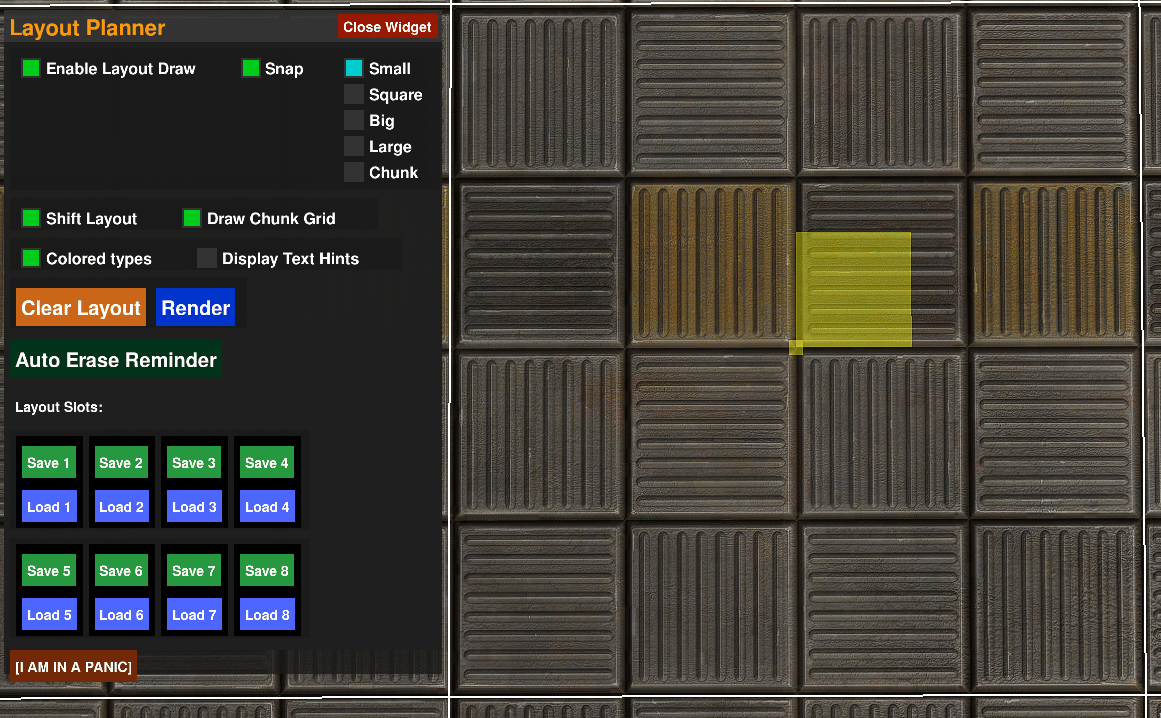 Layout Planner
Close Widget
Enable Layout Draw
Snap
Small
Square
Big
Large
Chunk
Shift Layout
Draw Chunk Grid
Colored types
Display Text Hints
Clear Layout
Render
Auto Erase Reminder
Layout Slots:
Save 1
Save 2
Save 3
Save 4
Load 1
Load 2
Load 3
Load 4
Save 5
Save 6
Save 7
Save 8
Load 5
Load 6
Load 7
Load 8
[I AM IN A PANIC]